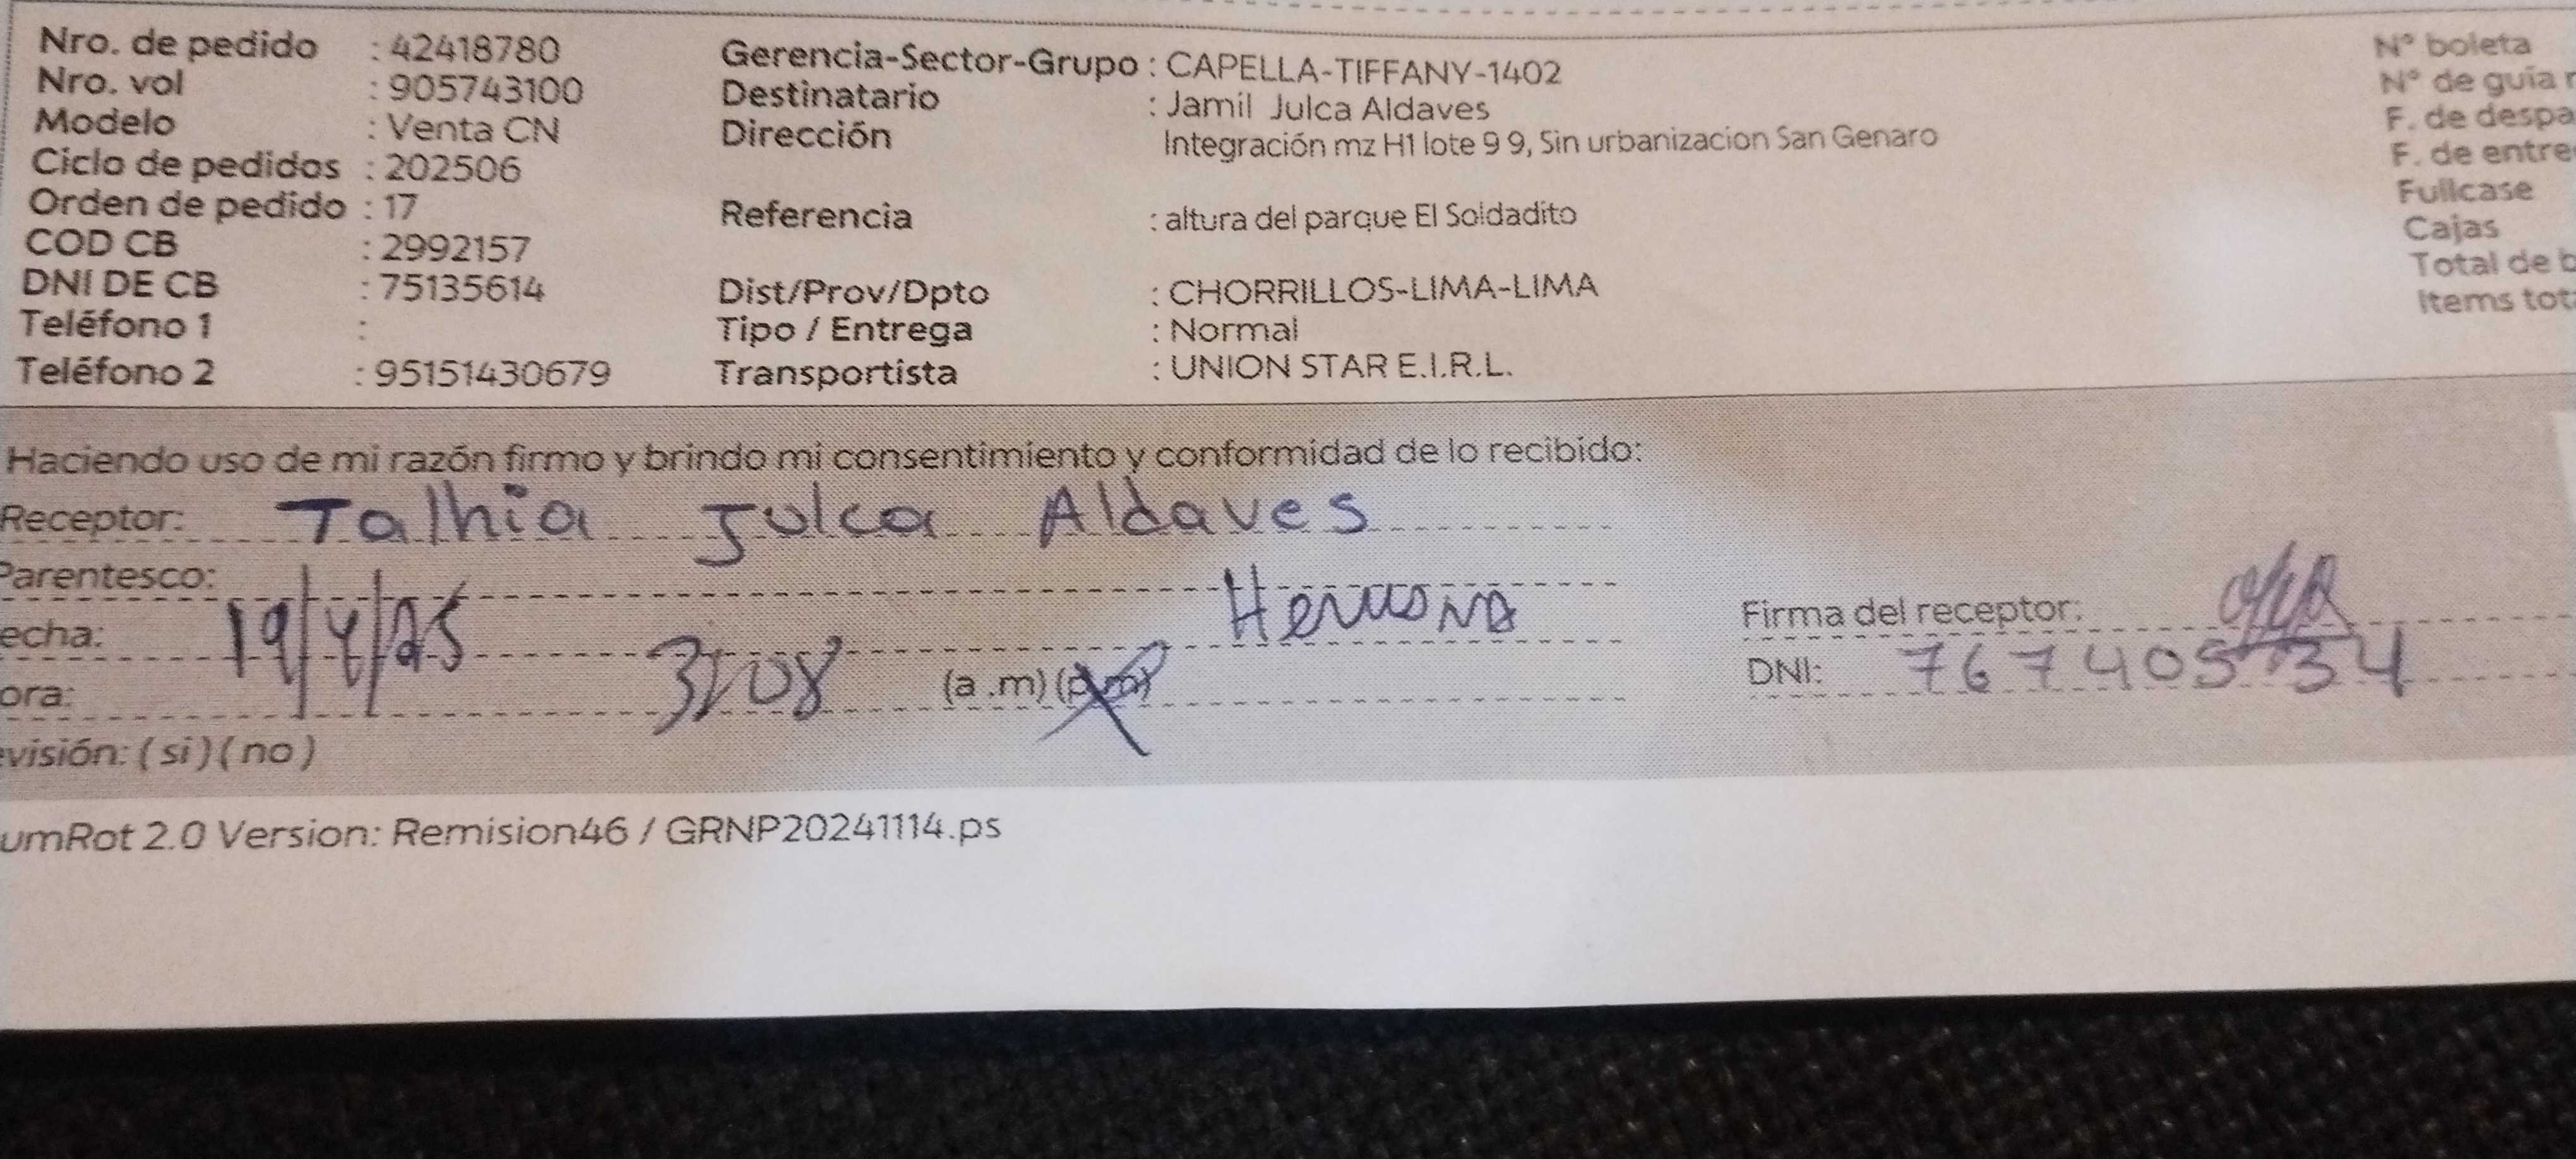 Nro. de pedido : 42418780
Nro. vol : 905743100
Modelo : Venta CN
Ciclo de pedidos : 202506
Orden de pedido : 17
COD CB : 2992157
DNI DE CB : 75135614
Teléfono 1 :
Teléfono 2 : 95151430679
Gerencia-Sector-Grupo : CAPELLA-TIFFANY-1402
Destinatario : Jamil Julca Aldaves
Dirección Integración mz H1 lote 9 9, Sin urbanizacion San Genaro
Referencia : altura del parque El Soldadito
Dist/Prov/Dpto : CHORRILLOS-LIMA-LIMA
Tipo / Entrega : Normal
Transportista : UNION STAR E.I.R.L.
N° boleta
N° de guía r
F. de despa
F. de entre
Fullcase
Cajas
Total de b
Items tot
Haciendo uso de mi razón firmo y brindo mi consentimiento y conformidad de lo recibido:
Receptor: Talhia Julca Aldaves
Parentesco: Hermana
echa: 19/4/25
ora: 3:08 (a .m) (p.m)
evisión: ( si ) ( no )
Firma del receptor:
DNI:
umRot 2.0 Version: Remision46 / GRNP20241114.ps